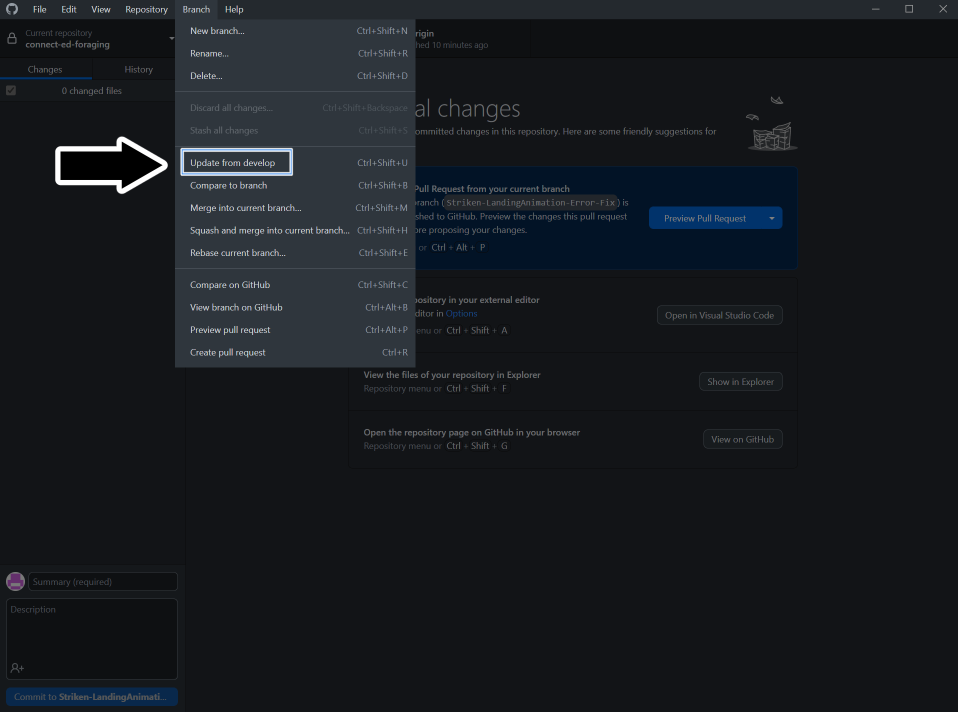 File Edit View Repository Branch Help
Current repository
connect-ed-foraging
Changes History
0 changed files
New branch... Ctrl+Shift+N
Rename... Ctrl+Shift+R
Delete... Ctrl+Shift+D
Discard all changes... Ctrl+Shift+Backspace
Stash all changes Ctrl+Shift+S
Update from develop Ctrl+Shift+U
Compare to branch Ctrl+Shift+B
Merge into current branch... Ctrl+Shift+M
Squash and merge into current branch... Ctrl+Shift+H
Rebase current branch... Ctrl+Shift+E
Compare on GitHub Ctrl+Shift+C
View branch on GitHub Ctrl+Alt+B
Preview pull request Ctrl+Alt+P
Create pull request Ctrl+R
rigin
hed 10 minutes ago
al changes
ommitted changes in this repository. Here are some friendly suggestions for
Pull Request from your current branch
ranch (Striken-LandingAnimation-Error-Fix) is
shed to GitHub. Preview the changes this pull request
ore proposing your changes.
or Ctrl + Alt + P
Preview Pull Request
ository in your external editor
ditor in Options
enu or Ctrl + Shift + A
Open in Visual Studio Code
View the files of your repository in Explorer
Repository menu or Ctrl + Shift + F
Show in Explorer
Open the repository page on GitHub in your browser
Repository menu or Ctrl + Shift + G
View on GitHub
Summary (required)
Description
Commit to Striken-LandingAnimati...